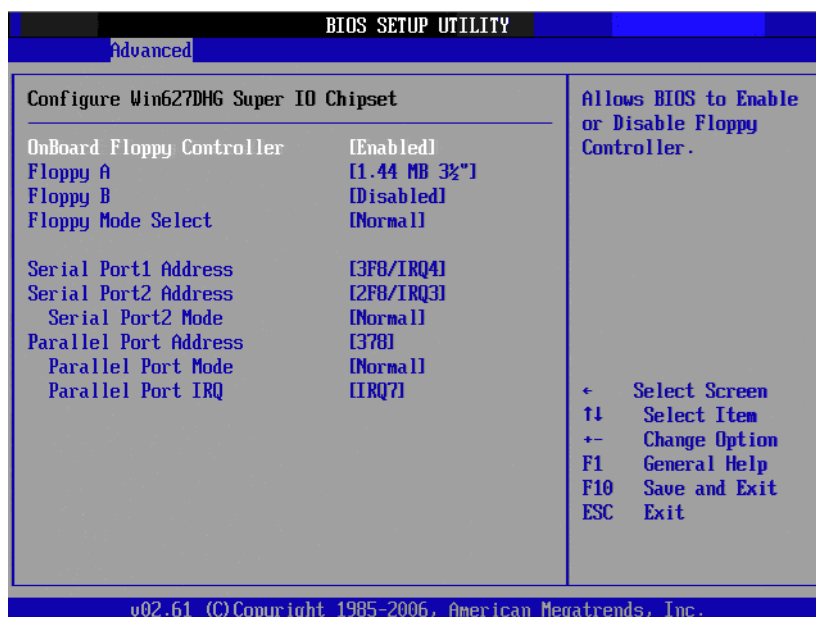 BIOS SETUP UTILITY
Advanced
Configure Win627DHG Super IO Chipset
OnBoard Floppy Controller [Enabled]
Floppy A [1.44 MB 3½"]
Floppy B [Disabled]
Floppy Mode Select [Normal]
Serial Port1 Address [3F8/IRQ4]
Serial Port2 Address [2F8/IRQ3]
Serial Port2 Mode [Normal]
Parallel Port Address [378]
Parallel Port Mode [Normal]
Parallel Port IRQ [IRQ7]
Allows BIOS to Enable
or Disable Floppy
Controller.
← Select Screen
↑↓ Select Item
+- Change Option
F1 General Help
F10 Save and Exit
ESC Exit
v02.61 (C)Copyright 1985-2006, American Megatrends, Inc.